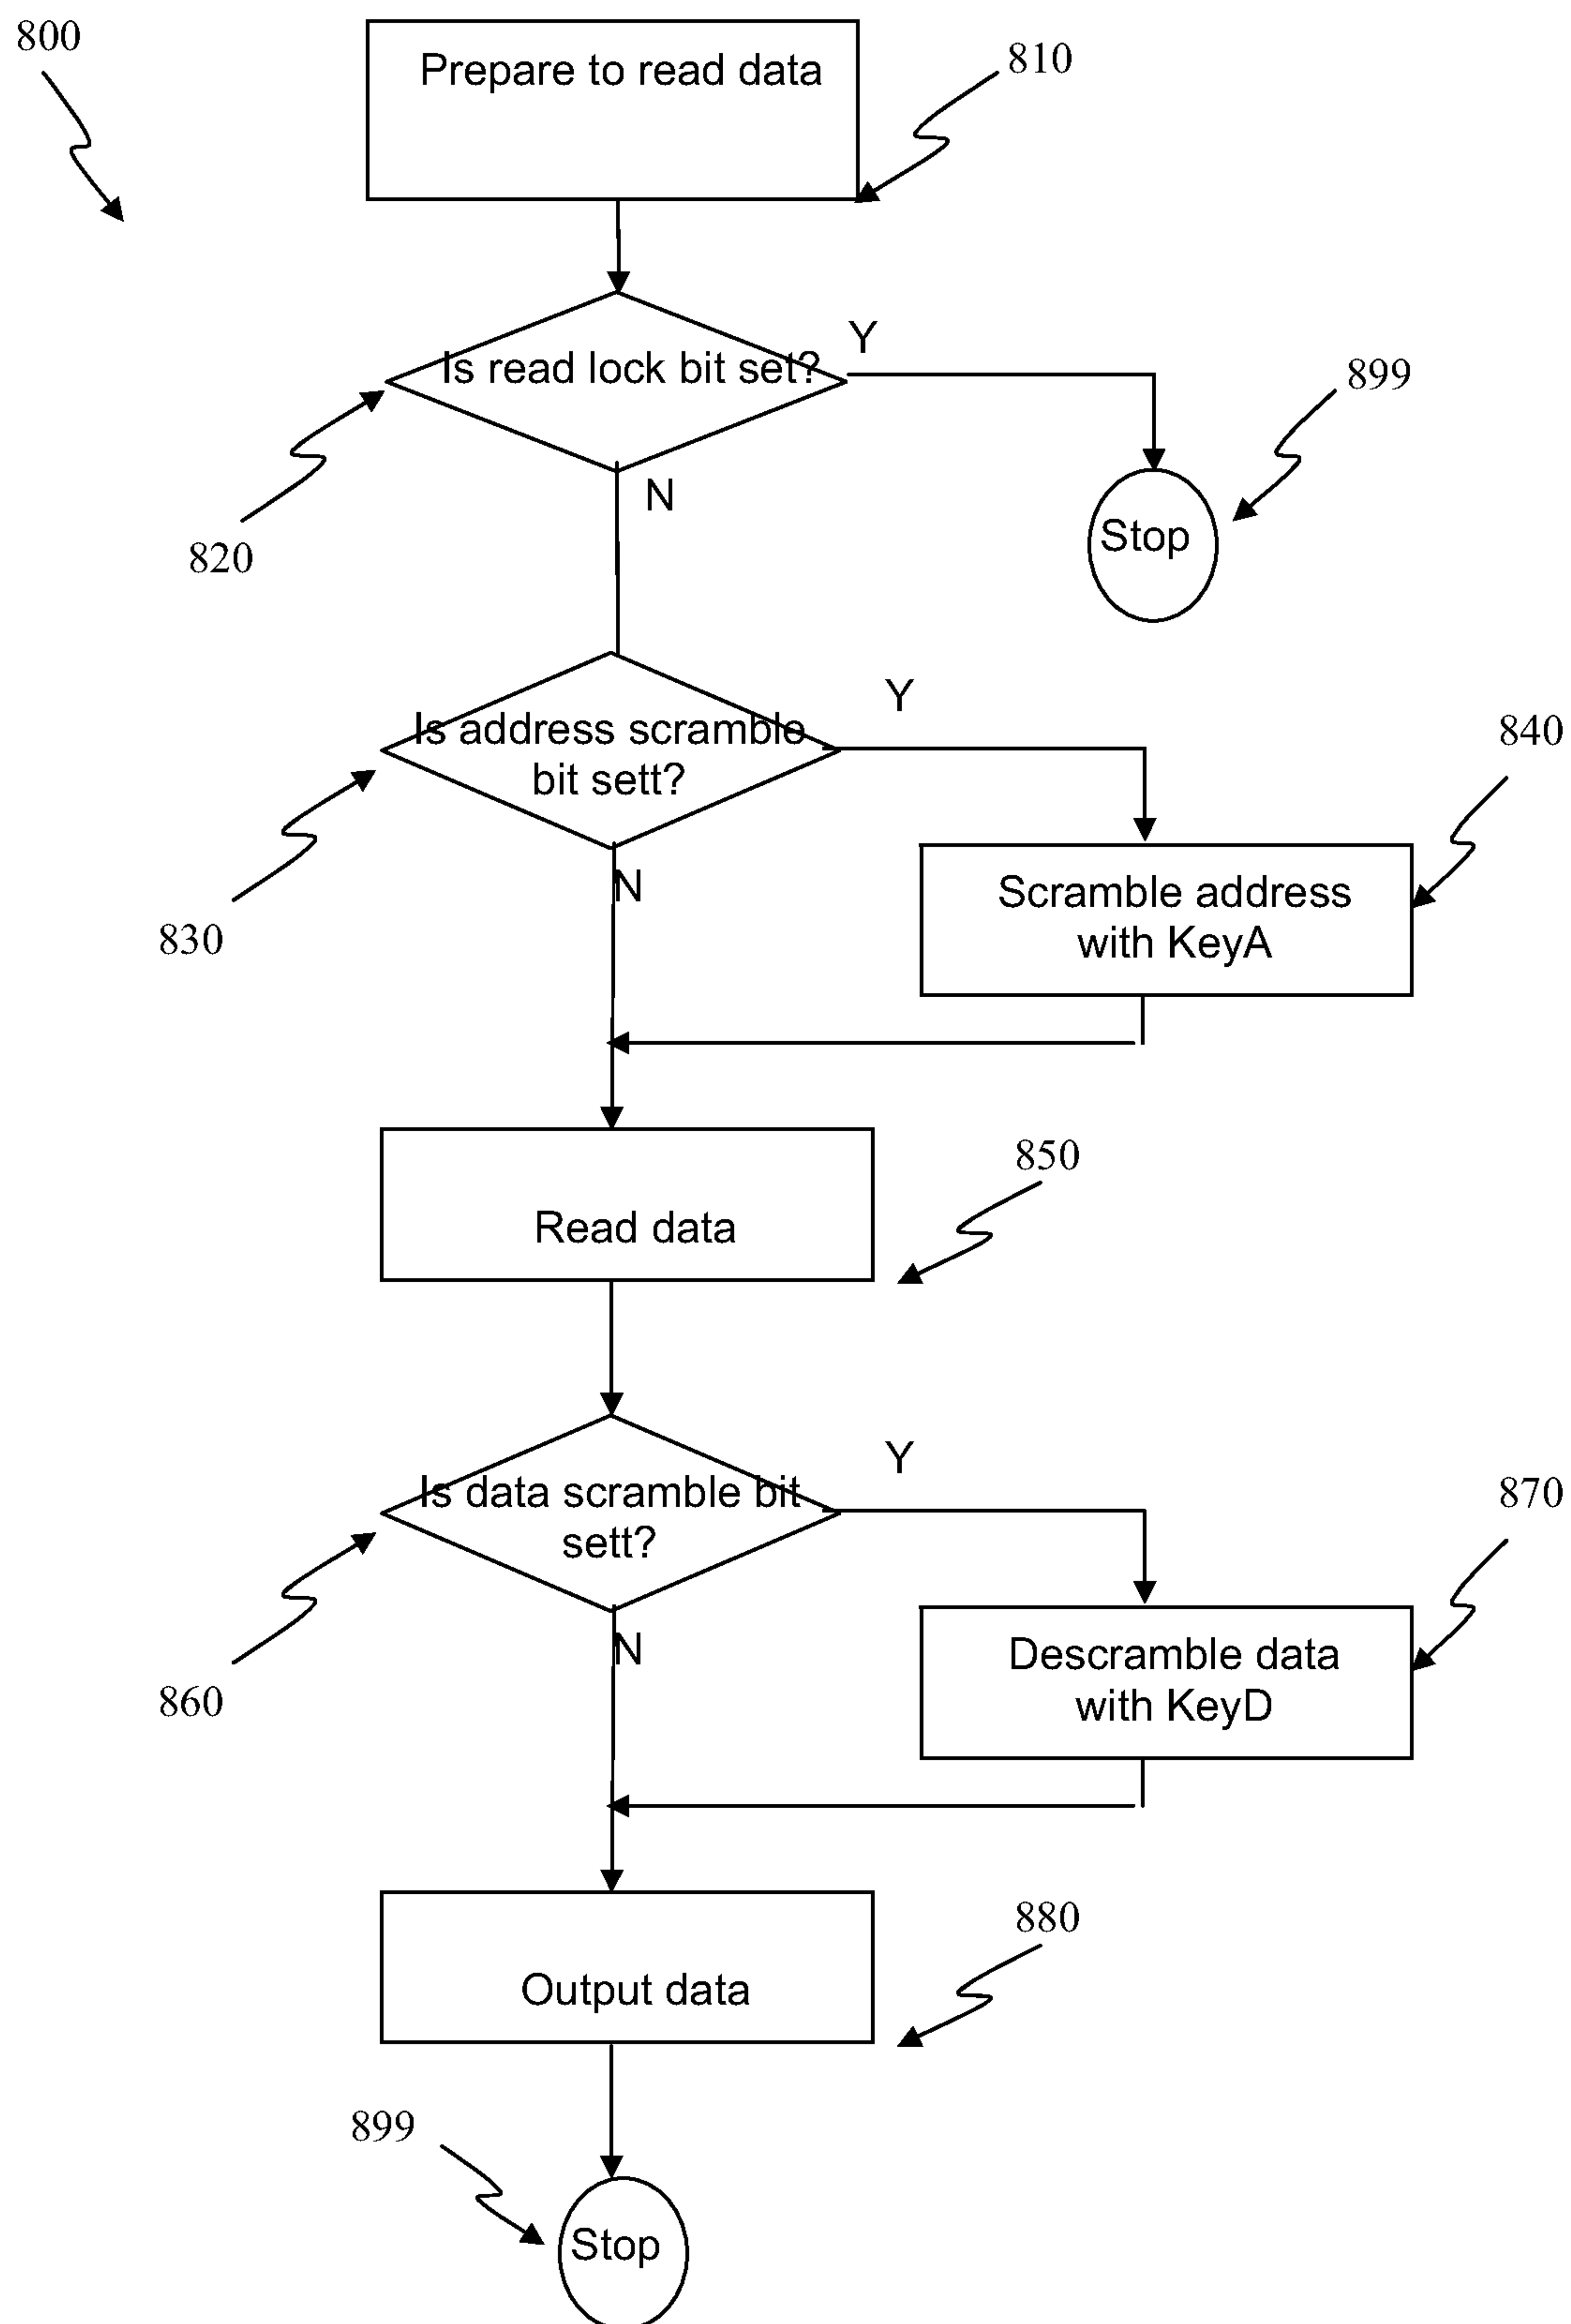 800
Prepare to read data
810
Is read lock bit set?
Y
899
Stop
N
820
Is address scramble
bit sett?
Y
840
Scramble address
with KeyA
N
830
850
Read data
Is data scramble bit
sett?
Y
870
Descramble data
with KeyD
N
860
880
Output data
899
Stop